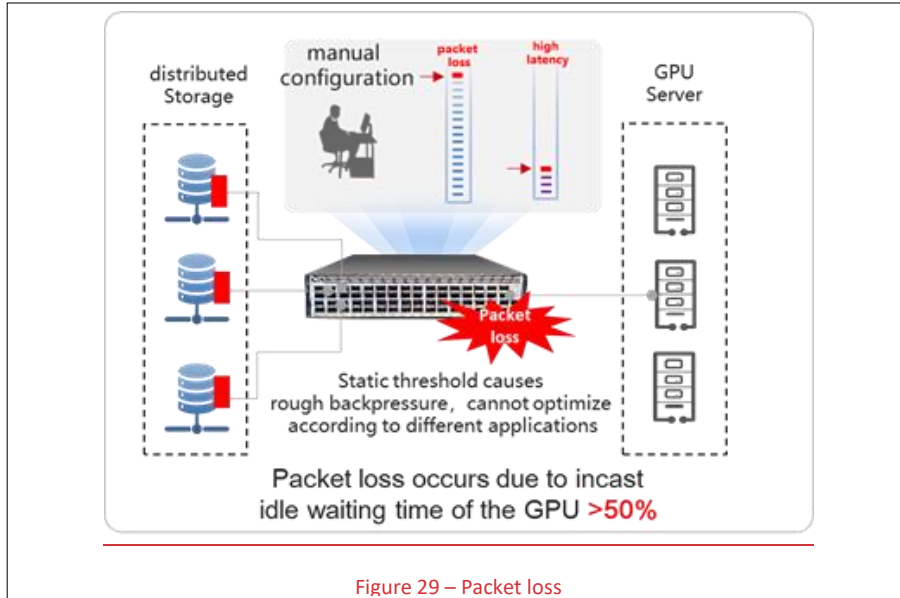 manual
configuration
packet
loss
high
latency
distributed
Storage
GPU
Server
Packet
loss
Static threshold causes
rough backpressure, cannot optimize
according to different applications
Packet loss occurs due to incast
idle waiting time of the GPU >50%
Figure 29 – Packet loss